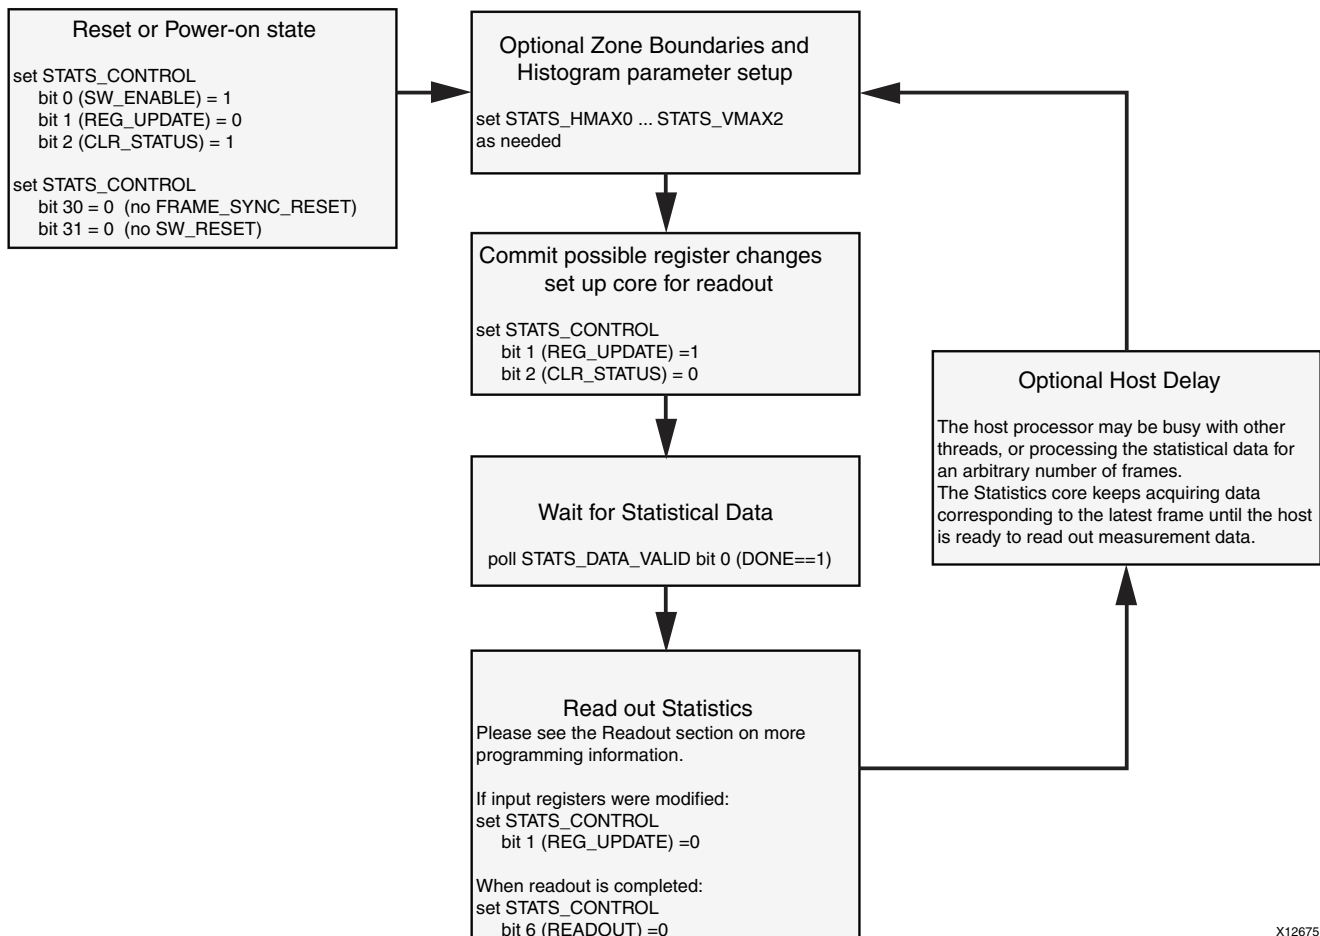 Reset or Power-on state
set STATS_CONTROL
bit 0 (SW_ENABLE) = 1
bit 1 (REG_UPDATE) = 0
bit 2 (CLR_STATUS) = 1
set STATS_CONTROL
bit 30 = 0 (no FRAME_SYNC_RESET)
bit 31 = 0 (no SW_RESET)
Optional Zone Boundaries and
Histogram parameter setup
set STATS_HMAX0 ... STATS_VMAX2
as needed
Commit possible register changes
set up core for readout
set STATS_CONTROL
bit 1 (REG_UPDATE) =1
bit 2 (CLR_STATUS) = 0
Wait for Statistical Data
poll STATS_DATA_VALID bit 0 (DONE==1)
Read out Statistics
Please see the Readout section on more
programming information.
If input registers were modified:
set STATS_CONTROL
bit 1 (REG_UPDATE) =0
When readout is completed:
set STATS_CONTROL
bit 6 (READOUT) =0
Optional Host Delay
The host processor may be busy with other
threads, or processing the statistical data for
an arbitrary number of frames.
The Statistics core keeps acquiring data
corresponding to the latest frame until the host
is ready to read out measurement data.
X12675